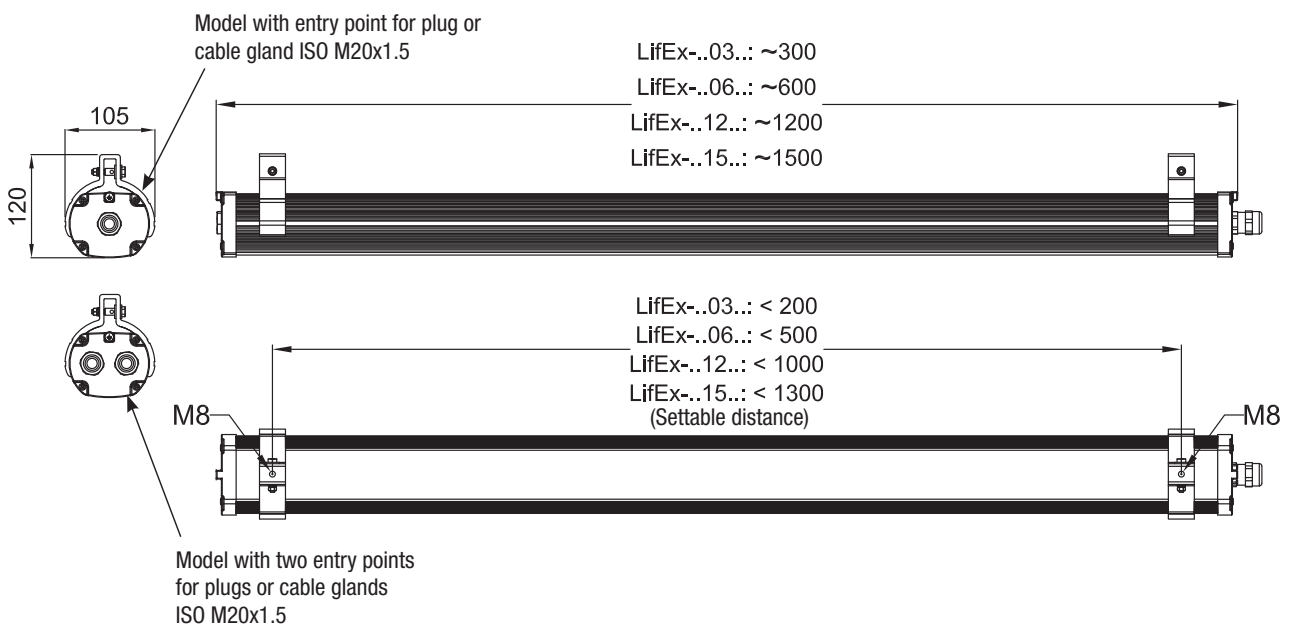 Model with entry point for plug or
cable gland ISO M20x1.5
LifEx-..03..: ~300
LifEx-..06..: ~600
LifEx-..12..: ~1200
LifEx-..15..: ~1500
105
120
LifEx-..03..: < 200
LifEx-..06..: < 500
LifEx-..12..: < 1000
LifEx-..15..: < 1300
(Settable distance)
M8
M8
Model with two entry points
for plugs or cable glands
ISO M20x1.5